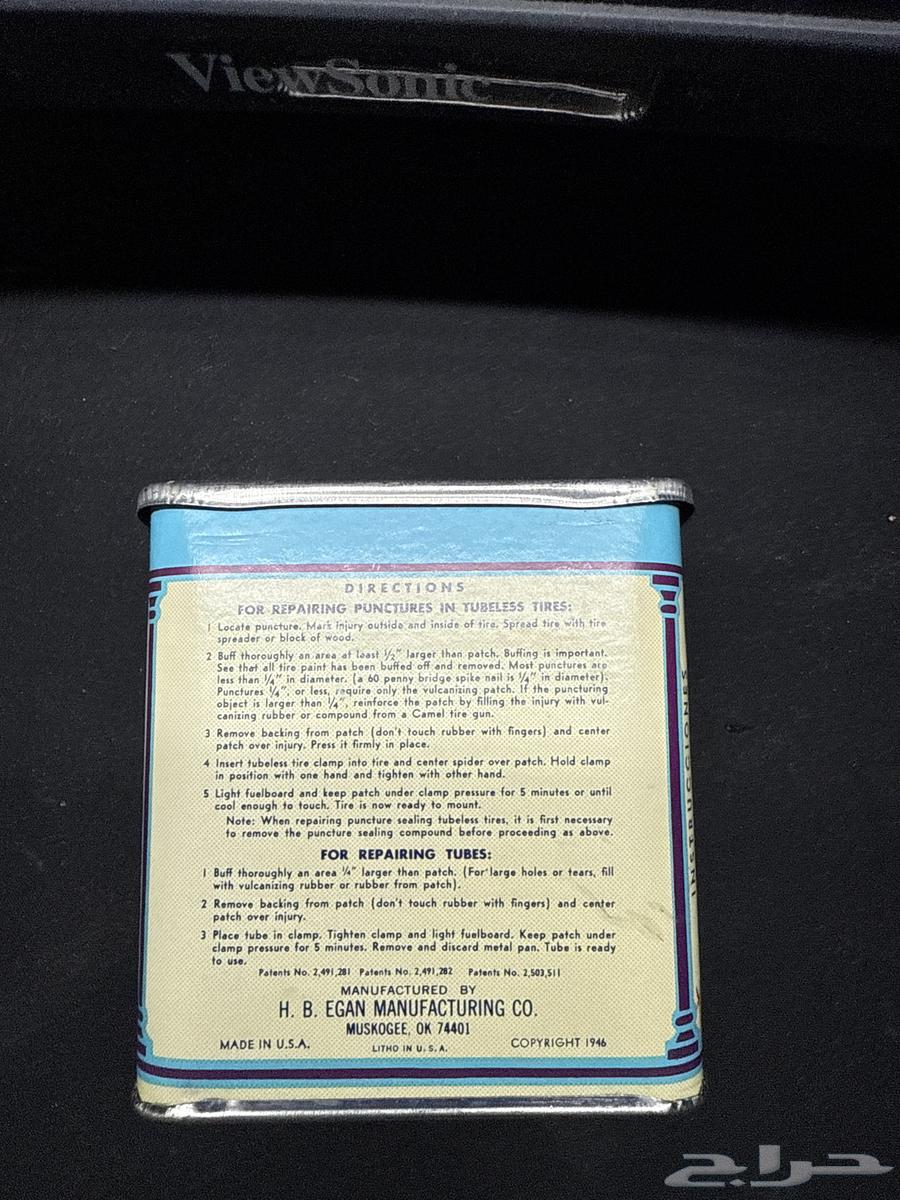 ViewSonic
DIRECTIONS
FOR REPAIRING PUNCTURES IN TUBELESS TIRES:
1 Locate puncture. Mark injury outside and inside of tire. Spread tire with tire
spreader or block of wood.
2 Buff thoroughly an area at least ½" larger than patch. Buffing is important.
See that all tire paint has been buffed off and removed. Most punctures are
less than ¼" in diameter. (a 60 penny bridge spike nail is ¼" in diameter).
Punctures ¼", or less, require only the vulcanizing patch. If the puncturing
object is larger than ¼", reinforce the patch by filling the injury with vul-
canizing rubber or compound from a Camel tire gun.
3 Remove backing from patch (don't touch rubber with fingers) and center
patch over injury. Press it firmly in place.
4 Insert tubeless tire clamp into tire and center spider over patch. Hold clamp
in position with one hand and tighten with other hand.
5 Light fuelboard and keep patch under clamp pressure for 5 minutes or until
cool enough to touch. Tire is now ready to mount.
Note: When repairing puncture sealing tubeless tires, it is first necessary
to remove the puncture sealing compound before proceeding as above.
FOR REPAIRING TUBES:
1 Buff thoroughly an area ¼" larger than patch. (For large holes or tears, fill
with vulcanizing rubber or rubber from patch).
2 Remove backing from patch (don't touch rubber with fingers) and center
patch over injury.
3 Place tube in clamp. Tighten clamp and light fuelboard. Keep patch under
clamp pressure for 5 minutes. Remove and discard metal pan. Tube is ready
to use.
Patents No. 2,491,281 Patents No. 2,491,282 Patents No. 2,503,511
MANUFACTURED BY
H. B. EGAN MANUFACTURING CO.
MUSKOGEE, OK 74401
MADE IN U.S.A. LITHO IN U.S.A. COPYRIGHT 1946
INSTRUCCIONES
حراج